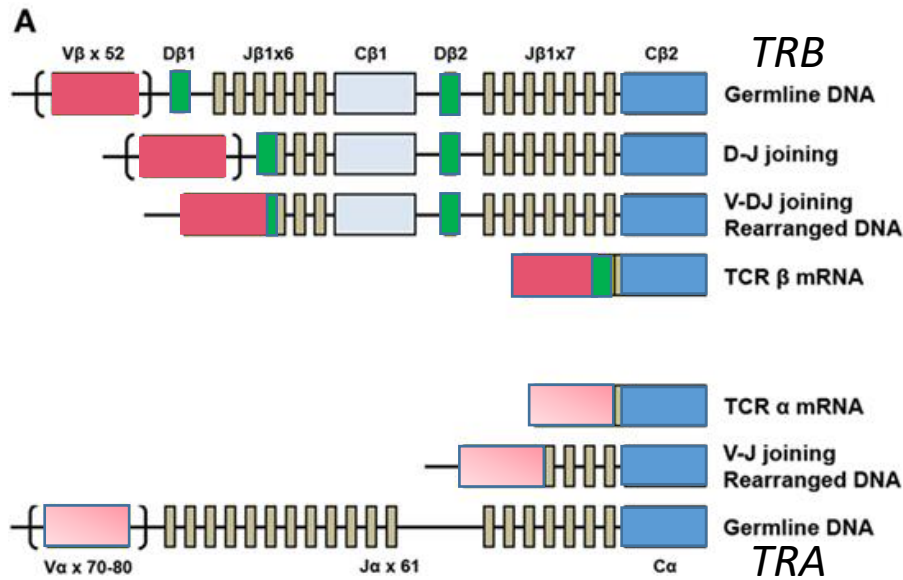 A
Vβ x 52 Dβ1 Jβ1x6 Cβ1 Dβ2 Jβ1x7 Cβ2 TRB
Germline DNA
D-J joining
V-DJ joining
Rearranged DNA
TCR β mRNA
TCR α mRNA
V-J joining
Rearranged DNA
Germline DNA
Vα x 70-80 Jα x 61 Cα TRA